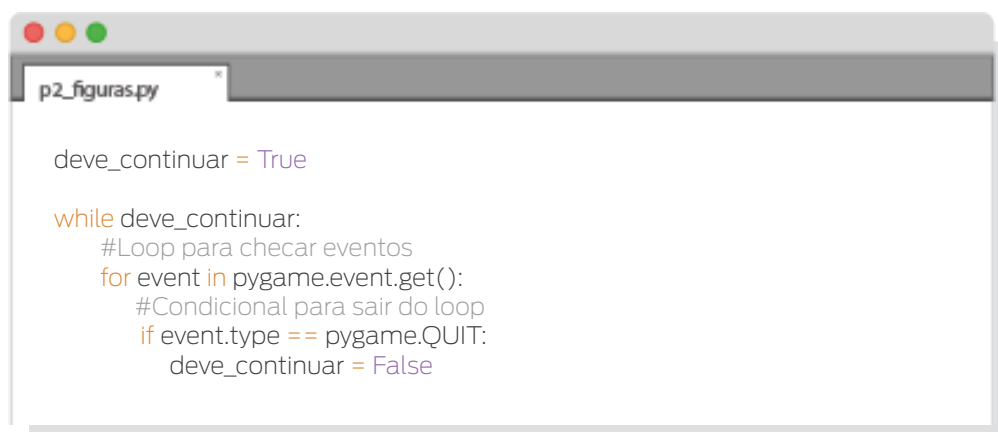 p2_figuras.py
deve_continuar = True
while deve_continuar:
#Loop para checar eventos
for event in pygame.event.get():
#Condicional para sair do loop
if event.type == pygame.QUIT:
deve_continuar = False